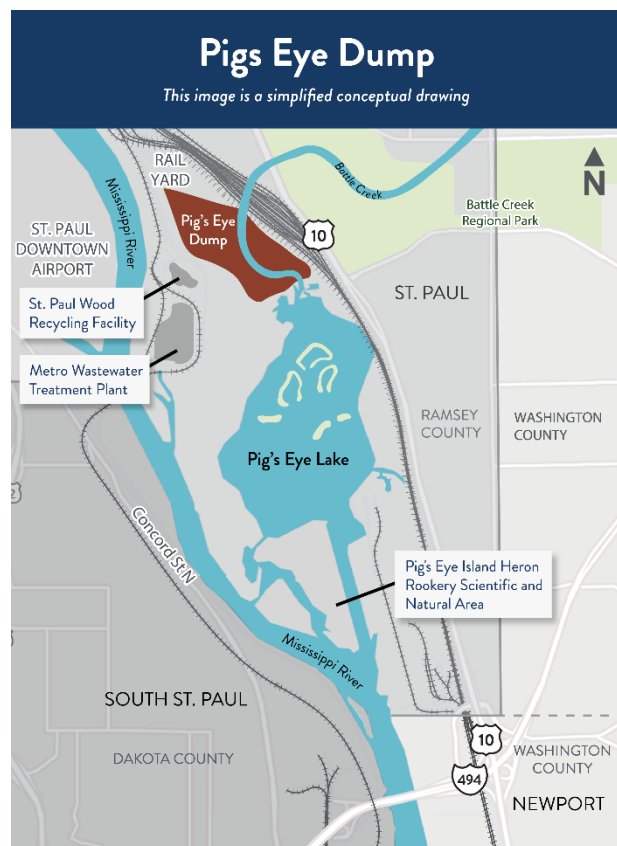 Pigs Eye Dump
This image is a simplified conceptual drawing
RAIL
YARD
Mississippi River
Battle Creek
N
Pig's Eye
Dump
10
Battle Creek
Regional Park
ST. PAUL
DOWNTOWN
AIRPORT
St. Paul Wood
Recycling Facility
ST. PAUL
Metro Wastewater
Treatment Plant
RAMSEY
COUNTY
WASHINGTON
COUNTY
Pig's Eye Lake
2
Concord St N
Pig's Eye Island Heron
Rookery Scientific and
Natural Area
Mississippi River
SOUTH ST. PAUL
10
DAKOTA COUNTY
WASHINGTON
COUNTY
494
NEWPORT